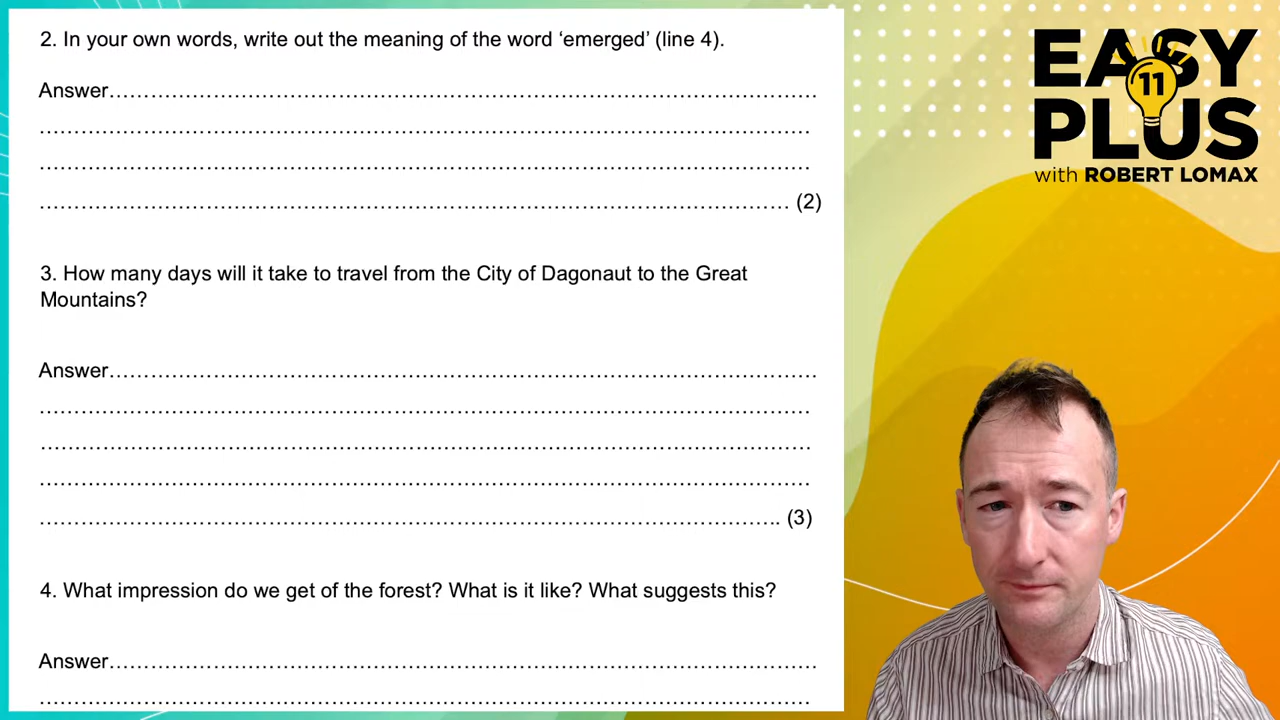 2. In your own words, write out the meaning of the word ‘emerged’ (line 4).
Answer……………………………………………………………………………………
……………………………………………………………………………………………
……………………………………………………………………………………………
………………………………………………………………………………………… (2)
3. How many days will it take to travel from the City of Dagonaut to the Great
Mountains?
Answer……………………………………………………………………………………
……………………………………………………………………………………………
……………………………………………………………………………………………
……………………………………………………………………………………………
……………………………………………………………………………………….. (3)
4. What impression do we get of the forest? What is it like? What suggests this?
Answer……………………………………………………………………………………
……………………………………………………………………………………………
EASY
11
PLUS
with ROBERT LOMAX